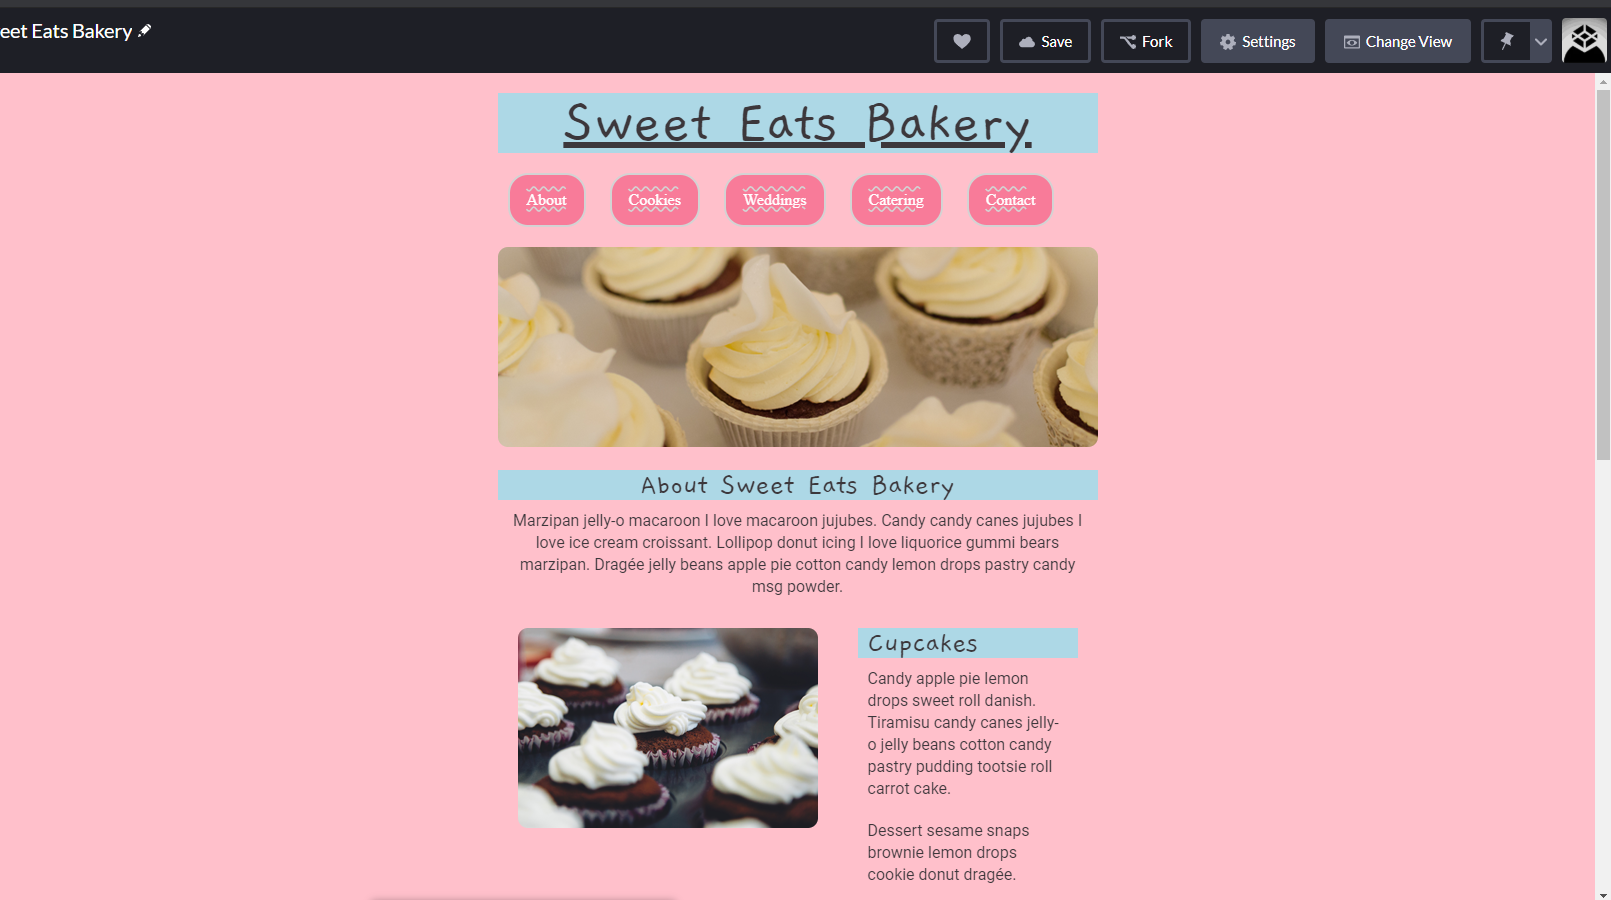 eet Eats Bakery
Save
Fork
Settings
Change View
Sweet Eats Bakery
About
Cookies
Weddings
Catering
Contact
About Sweet Eats Bakery
Marzipan jelly-o macaroon I love macaroon jujubes. Candy candy canes jujubes I
love ice cream croissant. Lollipop donut icing I love liquorice gummi bears
marzipan. Dragée jelly beans apple pie cotton candy lemon drops pastry candy
msg powder.
Cupcakes
Candy apple pie lemon
drops sweet roll danish.
Tiramisu candy canes jelly-
o jelly beans cotton candy
pastry pudding tootsie roll
carrot cake.
Dessert sesame snaps
brownie lemon drops
cookie donut dragée.